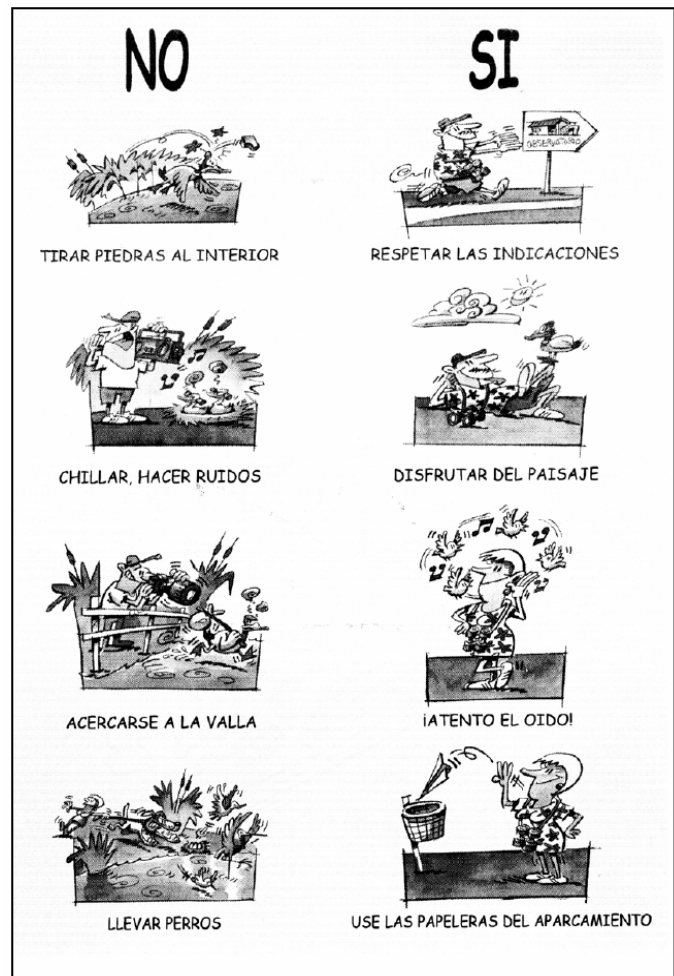 NO
SI
OBSERVATORIO
TIRAR PIEDRAS AL INTERIOR
RESPETAR LAS INDICACIONES
CHILLAR, HACER RUIDOS
DISFRUTAR DEL PAISAJE
ACERCARSE A LA VALLA
¡ATENTO EL OIDO!
LLEVAR PERROS
USE LAS PAPELERAS DEL APARCAMIENTO